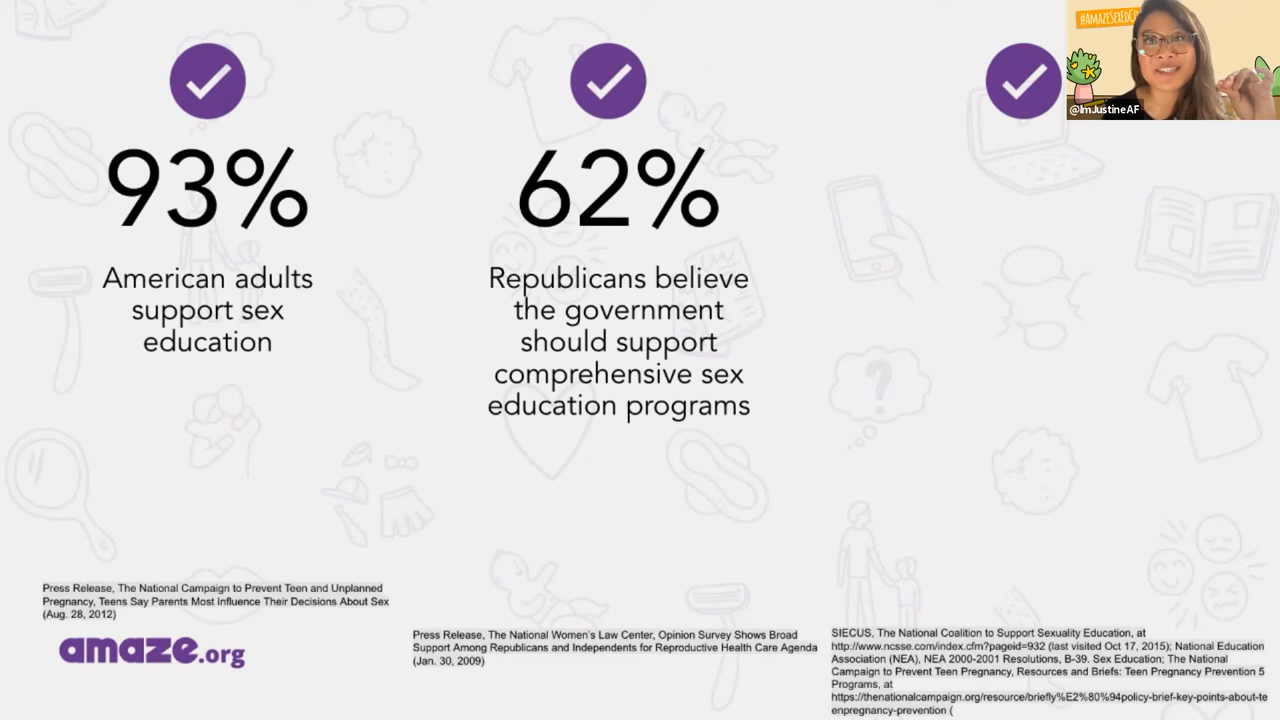 #AMAZESEXEDCO
@ImJustineAF
93%
American adults
support sex
education
62%
Republicans believe
the government
should support
comprehensive sex
education programs
?
Press Release, The National Campaign to Prevent Teen and Unplanned
Pregnancy, Teens Say Parents Most Influence Their Decisions About Sex
(Aug. 28, 2012)
amaze.org
Press Release, The National Women's Law Center, Opinion Survey Shows Broad
Support Among Republicans and Independents for Reproductive Health Care Agenda
(Jan. 30, 2009)
SIECUS, The National Coalition to Support Sexuality Education, at
http://www.ncsse.com/index.cfm?pageid=932 (last visited Oct 17, 2015); National Education
Association (NEA), NEA 2000-2001 Resolutions, B-39. Sex Education; The National
Campaign to Prevent Teen Pregnancy, Resources and Briefs: Teen Pregnancy Prevention 5
Programs, at
https://thenationalcampaign.org/resource/briefly%E2%80%94policy-brief-key-points-about-te
enpregnancy-prevention (